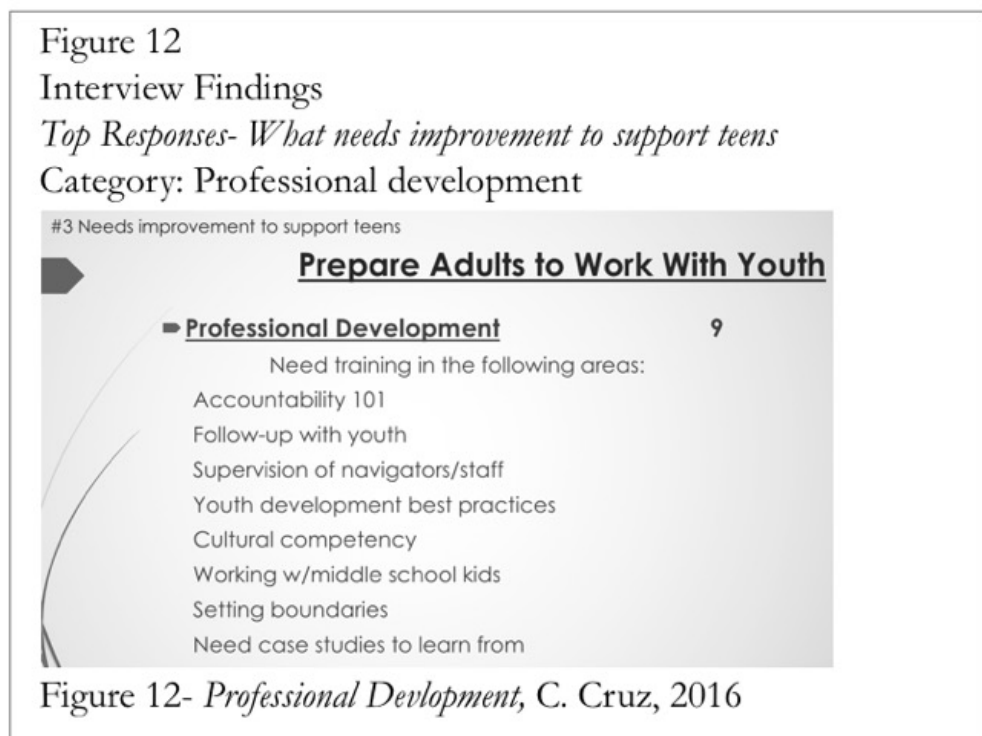 Figure 12
Interview Findings
Top Responses- What needs improvement to support teens
Category: Professional development
#3 Needs improvement to support teens
Prepare Adults to Work With Youth
Professional Development 9
Need training in the following areas:
Accountability 101
Follow-up with youth
Supervision of navigators/staff
Youth development best practices
Cultural competency
Working w/middle school kids
Setting boundaries
Need case studies to learn from
Figure 12- Professional Devlopment, C. Cruz, 2016